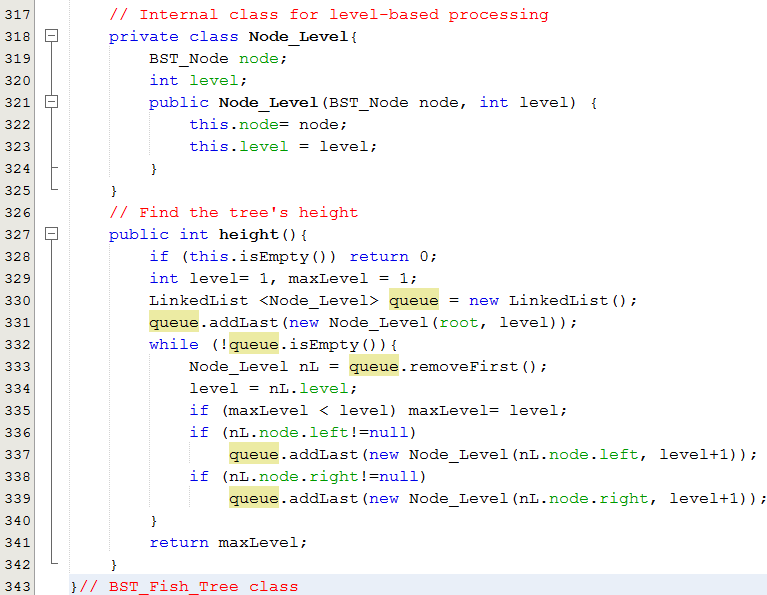 317 // Internal class for level-based processing
318 private class Node_Level{
319 BST_Node node;
320 int level;
321 public Node_Level(BST_Node node, int level) {
322 this.node= node;
323 this.level = level;
324 }
325 }
326 // Find the tree's height
327 public int height(){
328 if (this.isEmpty()) return 0;
329 int level= 1, maxLevel = 1;
330 LinkedList <Node_Level> queue = new LinkedList();
331 queue.addLast(new Node_Level(root, level));
332 while (!queue.isEmpty()){
333 Node_Level nL = queue.removeFirst();
334 level = nL.level;
335 if (maxLevel < level) maxLevel= level;
336 if (nL.node.left!=null)
337 queue.addLast(new Node_Level(nL.node.left, level+1));
338 if (nL.node.right!=null)
339 queue.addLast(new Node_Level(nL.node.right, level+1));
340 }
341 return maxLevel;
342 }
343 }// BST_Fish_Tree class